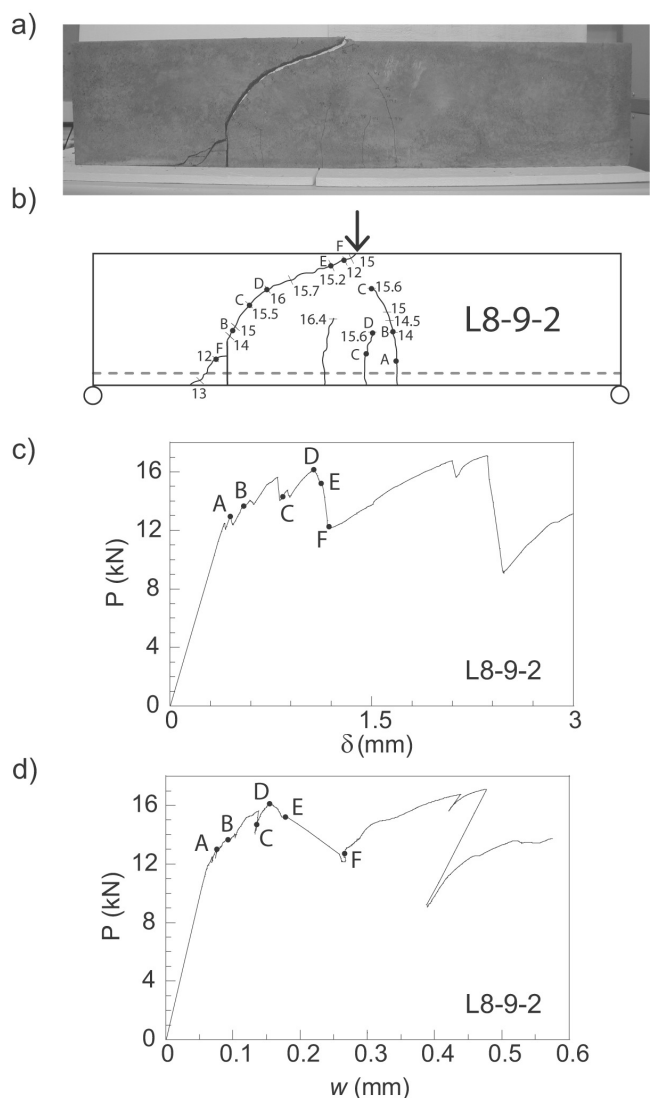 a)
b)
F
E
15
12
15.2
D
16
15.7
C
15.5
C
15.6
B
15
14
16.4
15
14.5
D
15.6
B
14
L8-9-2
12
F
C
A
13
c)
16
12
8
4
0
P (kN)
A
B
C
D
E
F
L8-9-2
0
1.5
3
δ (mm)
d)
16
12
8
4
0
P (kN)
A
B
C
D
E
F
L8-9-2
0
0.1
0.2
0.3
0.4
0.5
0.6
w (mm)